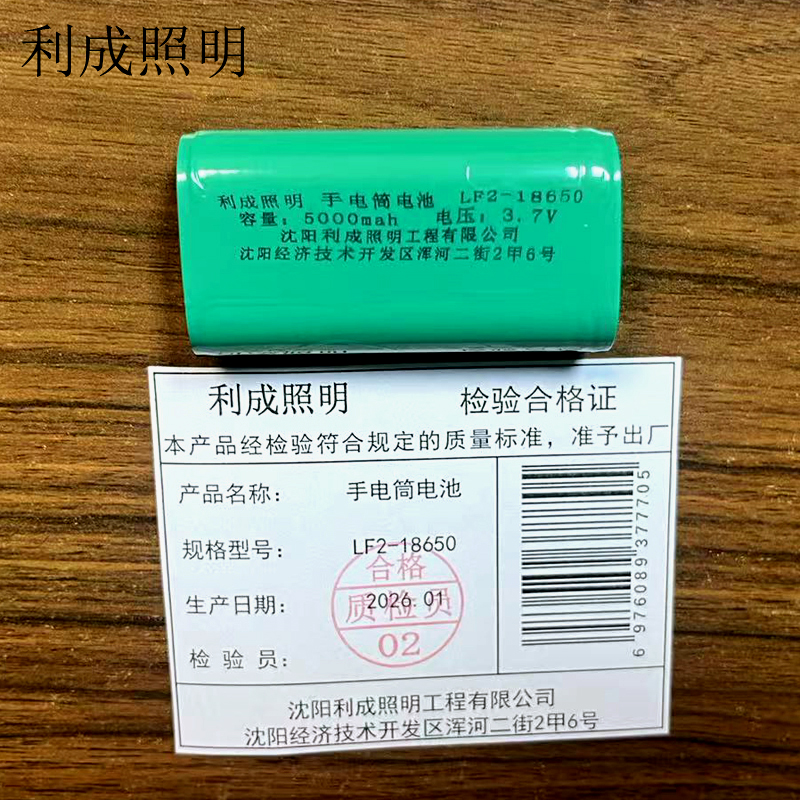 利成照明
利成照明 手电筒电池 LF2-18650
容量：5000mah 电压：3.7V
沈阳利成照明工程有限公司
沈阳经济技术开发区浑河二街2甲6号
利成照明 检验合格证
本产品经检验符合规定的质量标准，准予出厂
产品名称： 手电筒电池
规格型号： LF2-18650
合格
生产日期： 2026.01
质检员
检 验 员： 02
6 976089 377705
沈阳利成照明工程有限公司
沈阳经济技术开发区浑河二街2甲6号